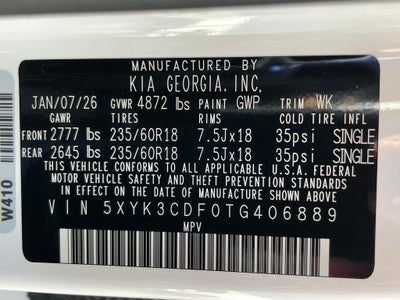 MANUFACTURED BY
KIA GEORGIA, INC.
JAN/07/26 GVWR 4872 lbs PAINT GWP TRIM WK
GAWR TIRES RIMS COLD TIRE INFL
FRONT 2777 lbs 235/60R18 7.5Jx18 35psi SINGLE
REAR 2645 lbs 235/60R18 7.5Jx18 35psi SINGLE
THIS VEHICLE CONFORMS TO ALL APPLICABLE U.S.A. FEDERAL
MOTOR VEHICLE SAFETY AND THEFT PREVENTION STANDARDS
IN EFFECT ON THE DATE OF MANUFACTURE SHOWN ABOVE.
VIN 5XYK3CDF0TG406889
MPV
W410